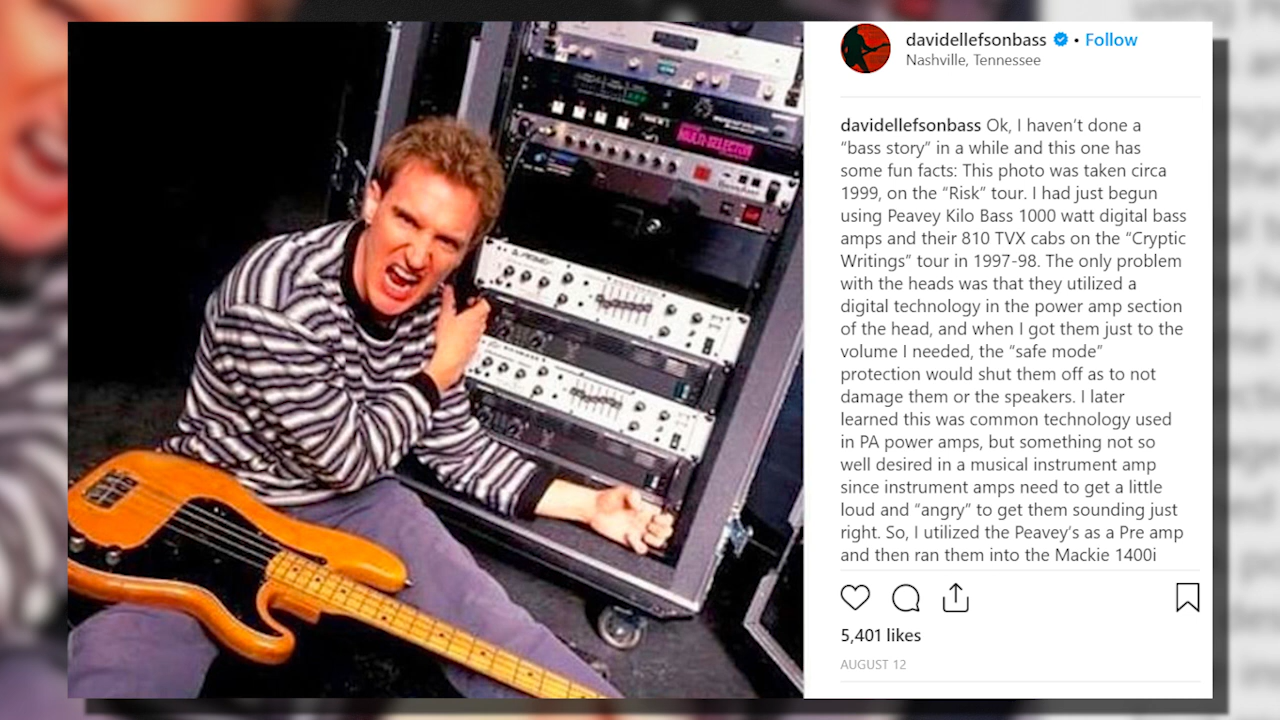 davidellefsonbass • Follow
Nashville, Tennessee
davidellefsonbass Ok, I haven't done a
“bass story” in a while and this one has
some fun facts: This photo was taken circa
1999, on the “Risk” tour. I had just begun
using Peavey Kilo Bass 1000 watt digital bass
amps and their 810 TVX cabs on the “Cryptic
Writings” tour in 1997-98. The only problem
with the heads was that they utilized a
digital technology in the power amp section
of the head, and when I got them just to the
volume I needed, the “safe mode”
protection would shut them off as to not
damage them or the speakers. I later
learned this was common technology used
in PA power amps, but something not so
well desired in a musical instrument amp
since instrument amps need to get a little
loud and “angry” to get them sounding just
right. So, I utilized the Peavey's as a Pre amp
and then ran them into the Mackie 1400i
5,401 likes
AUGUST 12
MULTI-SELECTOR